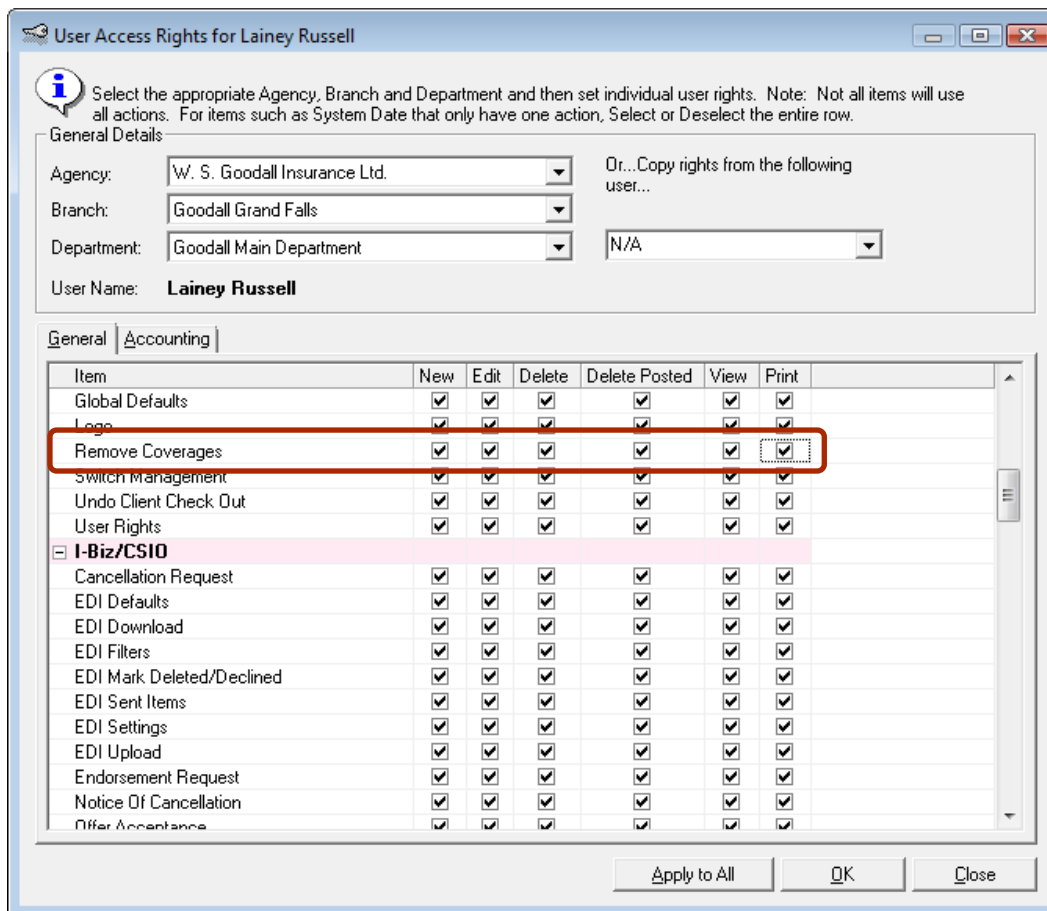 User Access Rights for Lainey Russell
Select the appropriate Agency, Branch and Department and then set individual user rights. Note: Not all items will use
all actions. For items such as System Date that only have one action, Select or Deselect the entire row.
General Details
Agency: W. S. Goodall Insurance Ltd.
Or...Copy rights from the following
user...
Branch: Goodall Grand Falls
Department: Goodall Main Department N/A
User Name: Lainey Russell
General Accounting
Item New Edit Delete Delete Posted View Print
Global Defaults
Logo
Remove Coverages
Switch Management
Undo Client Check Out
User Rights
I-Biz/CSIO
Cancellation Request
EDI Defaults
EDI Download
EDI Filters
EDI Mark Deleted/Declined
EDI Sent Items
EDI Settings
EDI Upload
Endorsement Request
Notice Of Cancellation
Offer Acceptance
Apply to All OK Close